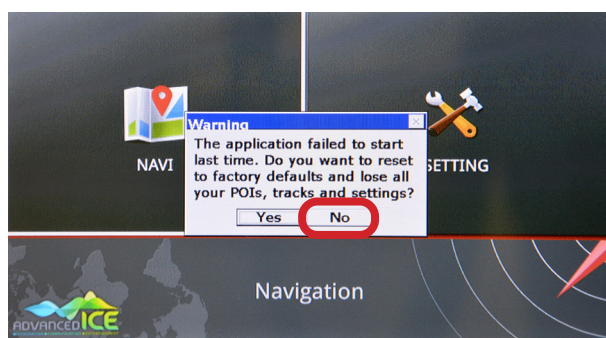 NAVI
SETTING
Warning
The application failed to start
last time. Do you want to reset
to factory defaults and lose all
your POIs, tracks and settings?
Yes
No
Navigation
ADVANCED ICE